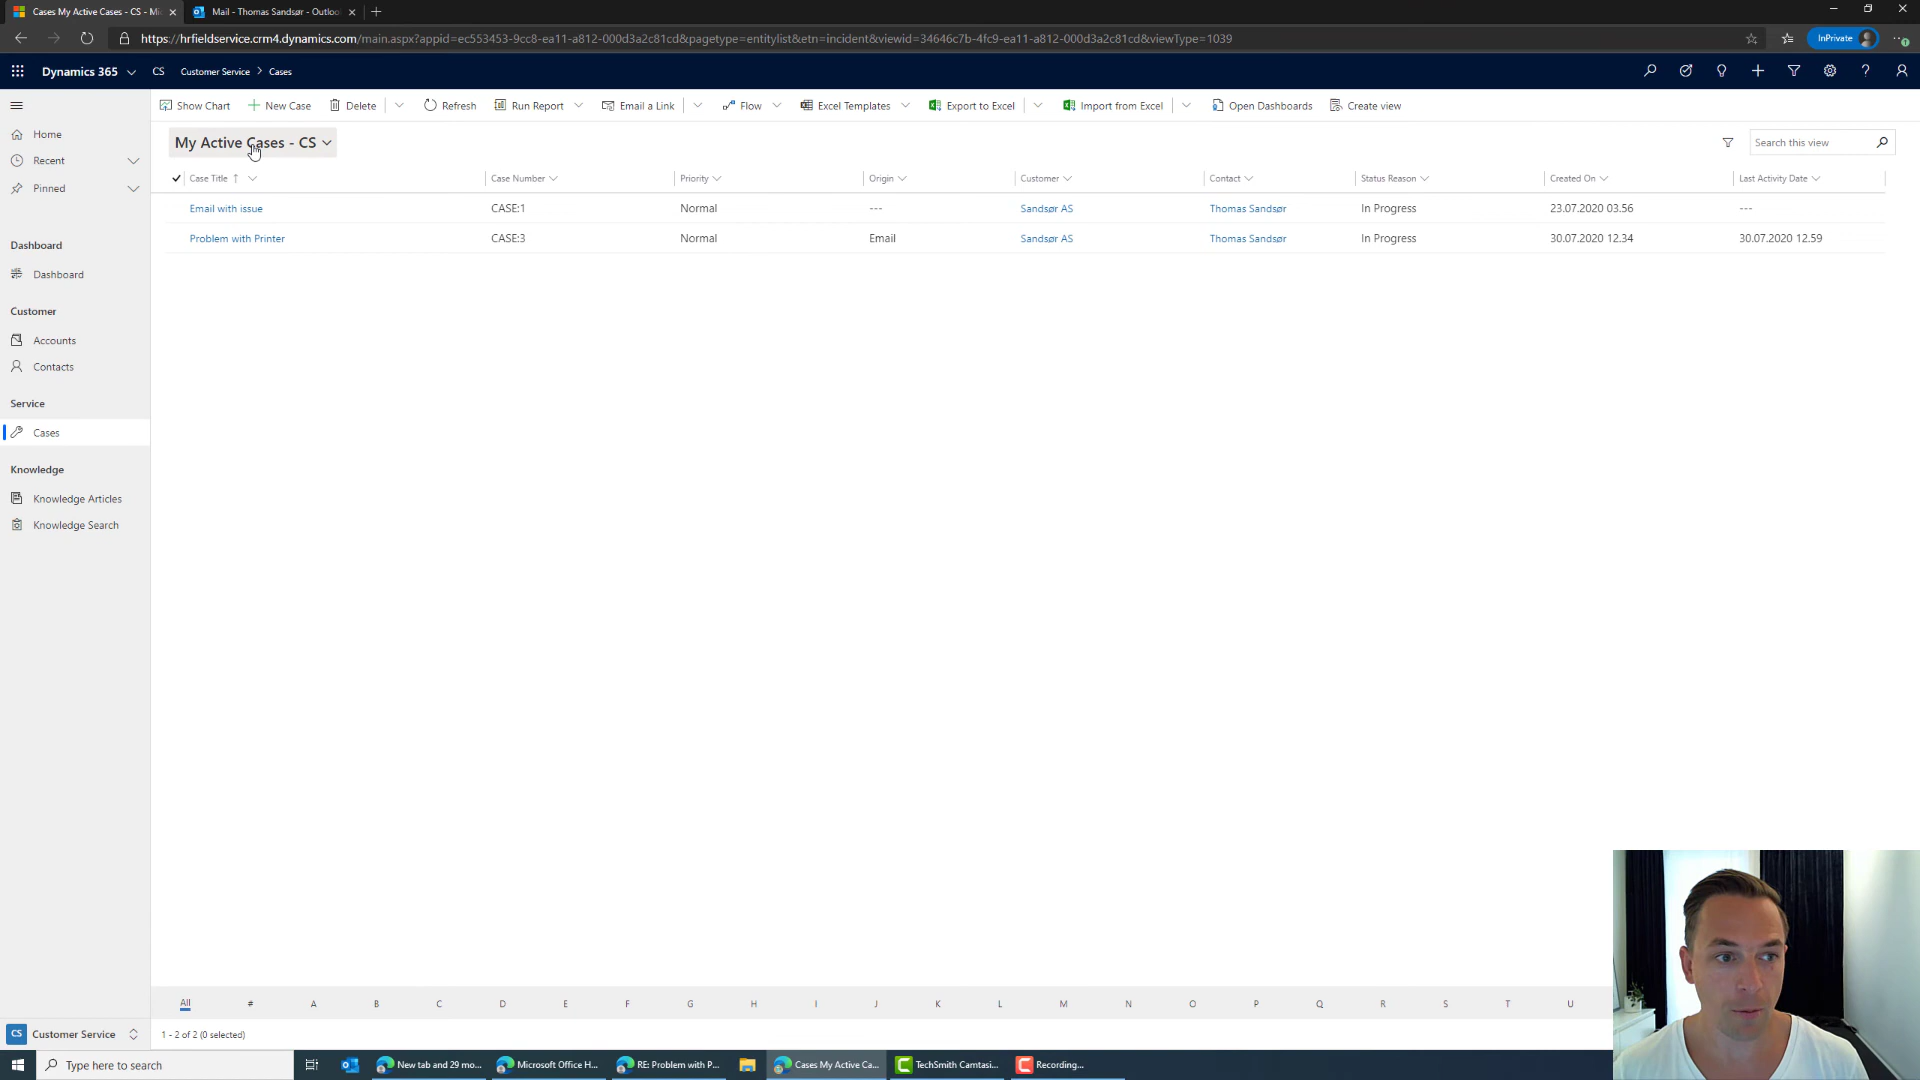 Cases My Active Cases - CS - Mi
Mail - Thomas Sandsør - Outloo
https://hrfieldservice.crm4.dynamics.com/main.aspx?appid=ec553453-9cc8-ea11-a812-000d3a2c81cd&pagetype=entitylist&etn=incident&viewid=34646c7b-4fc9-ea11-a812-000d3a2c81cd&viewType=1039
InPrivate
Dynamics 365 CS Customer Service > Cases
Show Chart New Case Delete Refresh Run Report Email a Link Flow Excel Templates Export to Excel Import from Excel Open Dashboards Create view
Home
Recent
Pinned
Dashboard
Dashboard
Customer
Accounts
Contacts
Service
Cases
Knowledge
Knowledge Articles
Knowledge Search
CS Customer Service
My Active Cases - CS
Search this view
Case Title Case Number Priority Origin Customer Contact Status Reason Created On Last Activity Date
Email with issue CASE:1 Normal --- Sandsør AS Thomas Sandsør In Progress 23.07.2020 03.56 ---
Problem with Printer CASE:3 Normal Email Sandsør AS Thomas Sandsør In Progress 30.07.2020 12.34 30.07.2020 12.59
All # A B C D E F G H I J K L M N O P Q R S T U
1 - 2 of 2 (0 selected)
Type here to search
New tab and 29 mo...
Microsoft Office H...
RE: Problem with P...
Cases My Active Ca...
TechSmith Camtasi...
Recording...